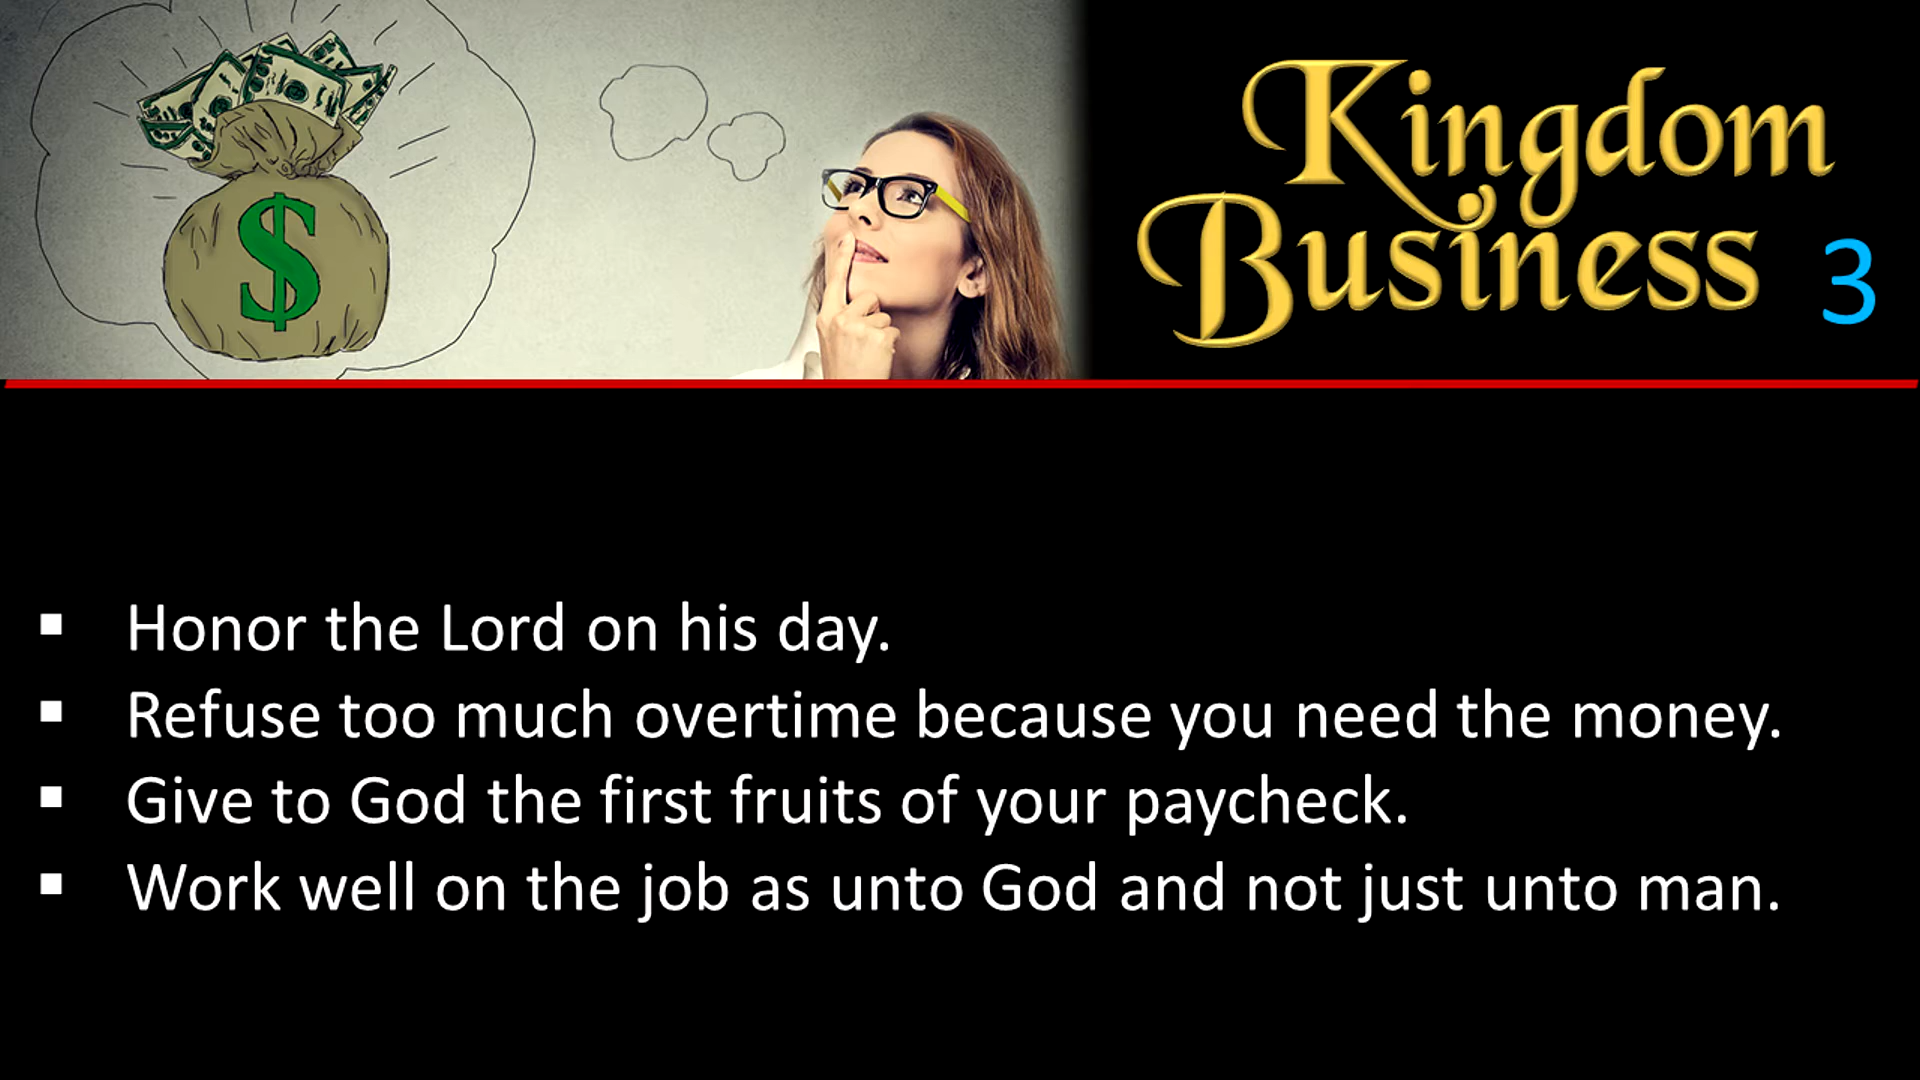 $
Kingdom
Business 3
▪ Honor the Lord on his day.
▪ Refuse too much overtime because you need the money.
▪ Give to God the first fruits of your paycheck.
▪ Work well on the job as unto God and not just unto man.